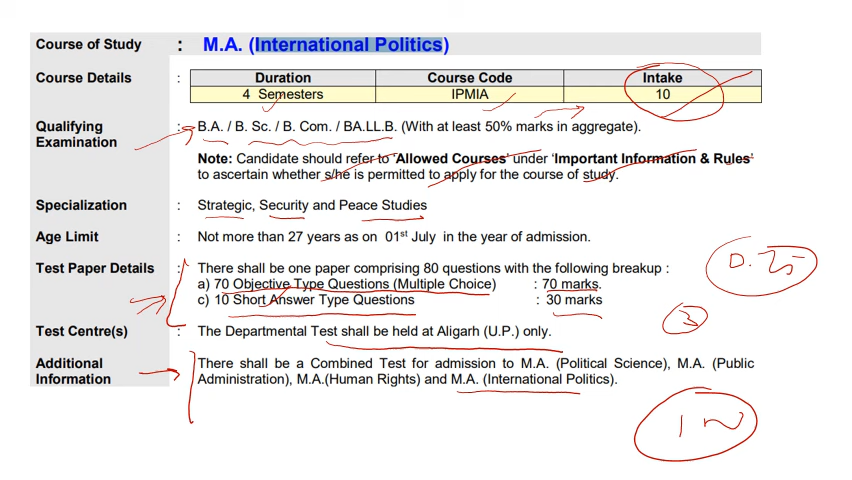 Course of Study : M.A. (International Politics)
Course Details : Duration Course Code Intake
4 Semesters IPMIA 10
Qualifying Examination : B.A. / B. Sc. / B. Com. / BA.LL.B. (With at least 50% marks in aggregate).
Note: Candidate should refer to ‘Allowed Courses’ under ‘Important Information & Rules’
to ascertain whether s/he is permitted to apply for the course of study.
Specialization : Strategic, Security and Peace Studies
Age Limit : Not more than 27 years as on 01st July in the year of admission.
Test Paper Details : There shall be one paper comprising 80 questions with the following breakup :
a) 70 Objective Type Questions (Multiple Choice) : 70 marks.
c) 10 Short Answer Type Questions : 30 marks
Test Centre(s) : The Departmental Test shall be held at Aligarh (U.P.) only.
Additional Information : There shall be a Combined Test for admission to M.A. (Political Science), M.A. (Public
Administration), M.A.(Human Rights) and M.A. (International Politics).
3